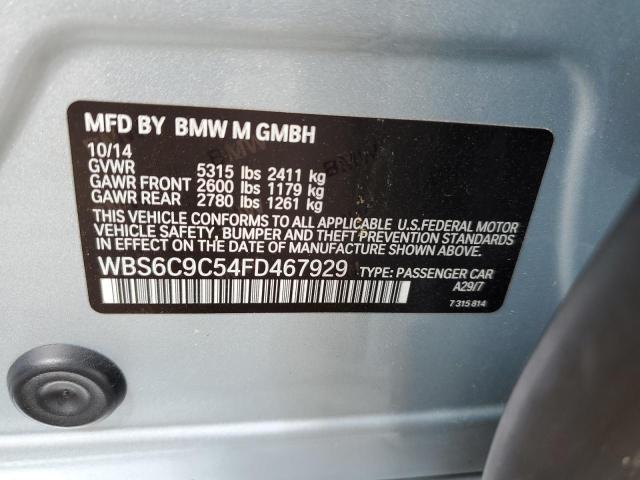 MFD BY BMW M GMBH
10/14
GVWR 5315 lbs 2411 kg
GAWR FRONT 2600 lbs 1179 kg
GAWR REAR 2780 lbs 1261 kg
THIS VEHICLE CONFORMS TO ALL APPLICABLE U.S.FEDERAL MOTOR
VEHICLE SAFETY, BUMPER AND THEFT PREVENTION STANDARDS
IN EFFECT ON THE DATE OF MANUFACTURE SHOWN ABOVE.
WBS6C9C54FD467929 TYPE: PASSENGER CAR
A29/7
7 315 814